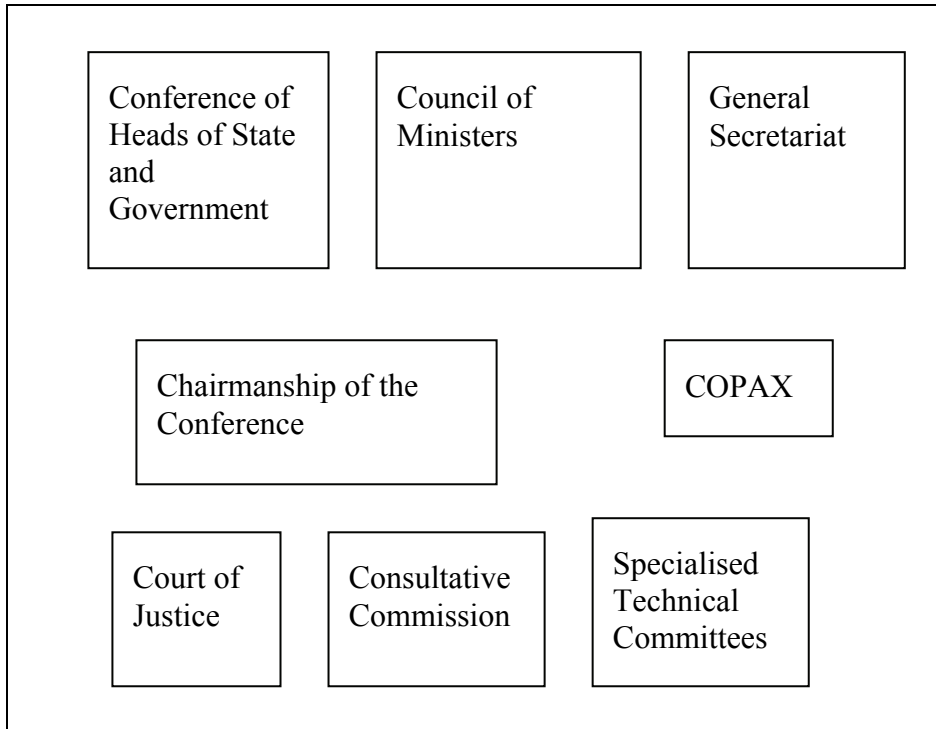 Conference of
Heads of State
and
Government
Council of
Ministers
General
Secretariat
Chairmanship of the
Conference
COPAX
Court of
Justice
Consultative
Commission
Specialised
Technical
Committees